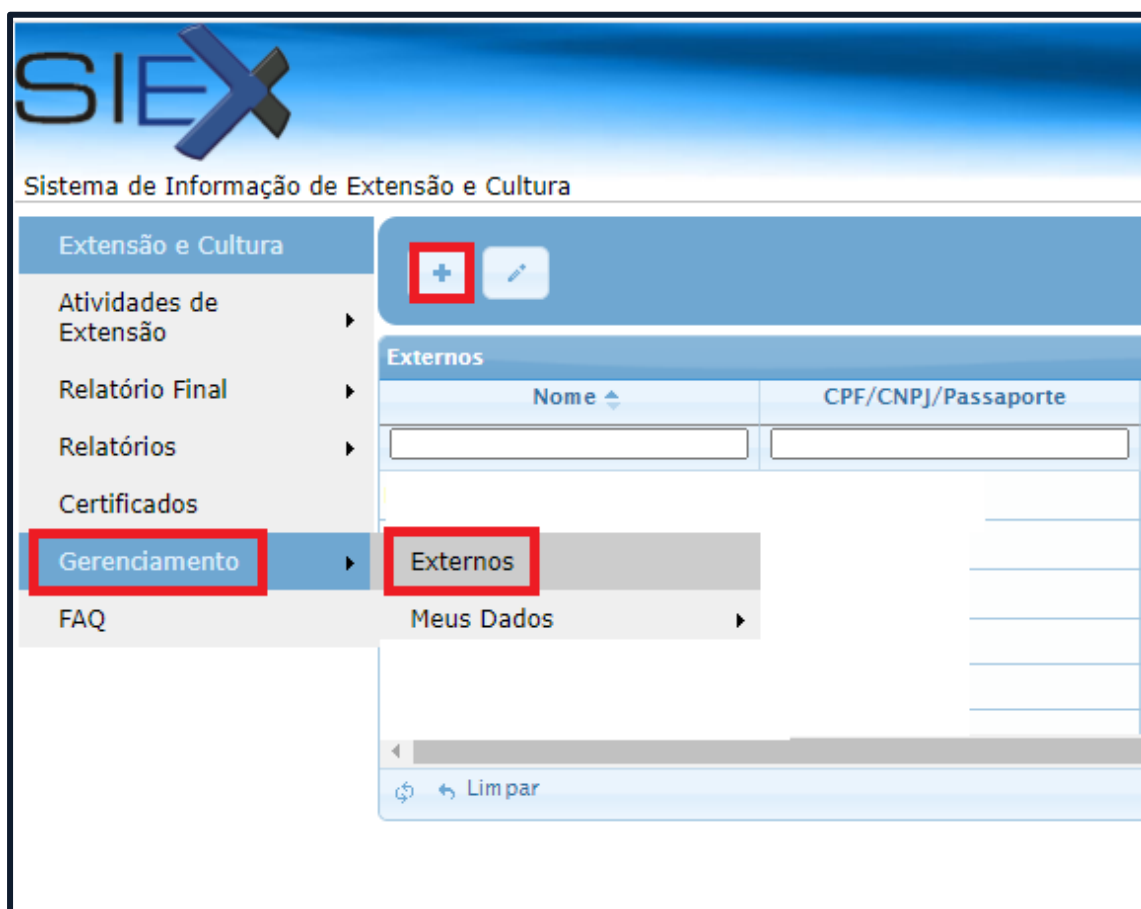 SIEX
Sistema de Informação de Extensão e Cultura
Extensão e Cultura
Atividades de
Extensão
Relatório Final
Relatórios
Certificados
Gerenciamento
FAQ
Externos
Meus Dados
Externos
Nome
CPF/CNPJ/Passaporte
Limpar